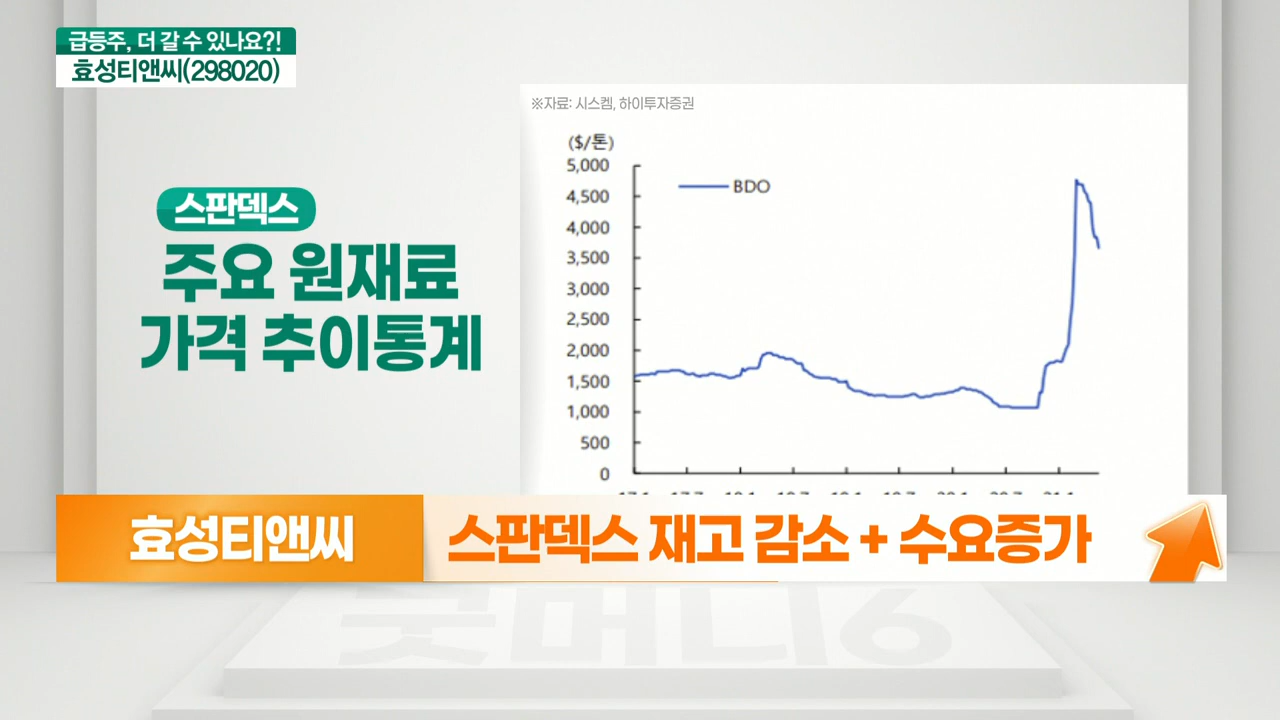 급등주, 더 갈 수 있나요?!
효성티앤씨(298020)
※자료: 시스켐, 하이투자증권
($/톤)
5,000
4,500
4,000
3,500
3,000
2,500
2,000
1,500
1,000
500
0
BDO
스판덱스
주요 원재료
가격 추이통계
효성티앤씨
스판덱스 재고 감소 + 수요증가
굿머니6